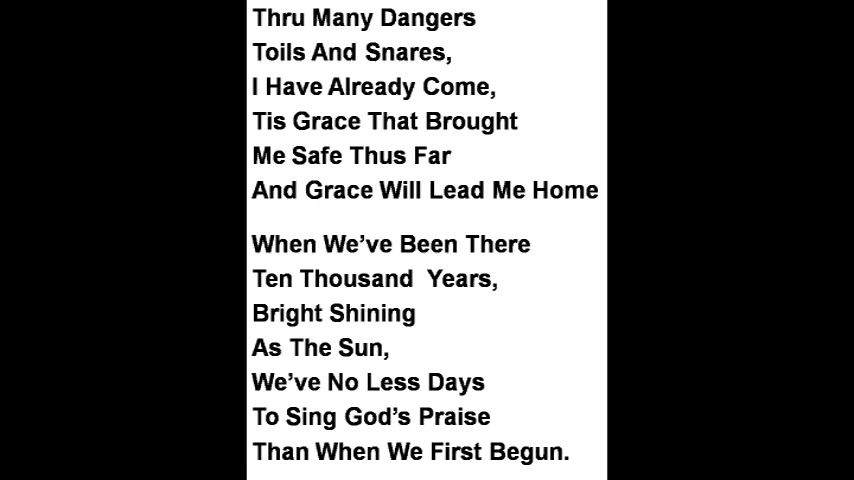 Thru Many Dangers
Toils And Snares,
I Have Already Come,
Tis Grace That Brought
Me Safe Thus Far
And Grace Will Lead Me Home
When We’ve Been There
Ten Thousand  Years,
Bright Shining
As The Sun,
We’ve No Less Days
To Sing God’s Praise
Than When We First Begun.